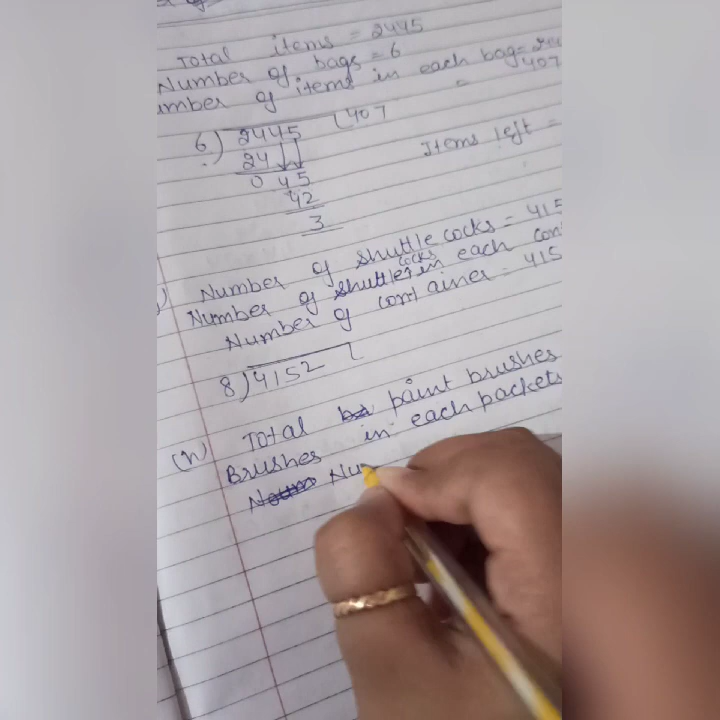 Total items = 2445
Number of bags = 6
umber of items in each bag=
407
6) 2445 (407
24
Items left =
0 45
42
3
Number of shuttle cocks = 415
Number of shuttles in each con
cocks
Number of container = 415
8) 4152 (
(n) Total paint brushes
Brushes in each packets
Nu